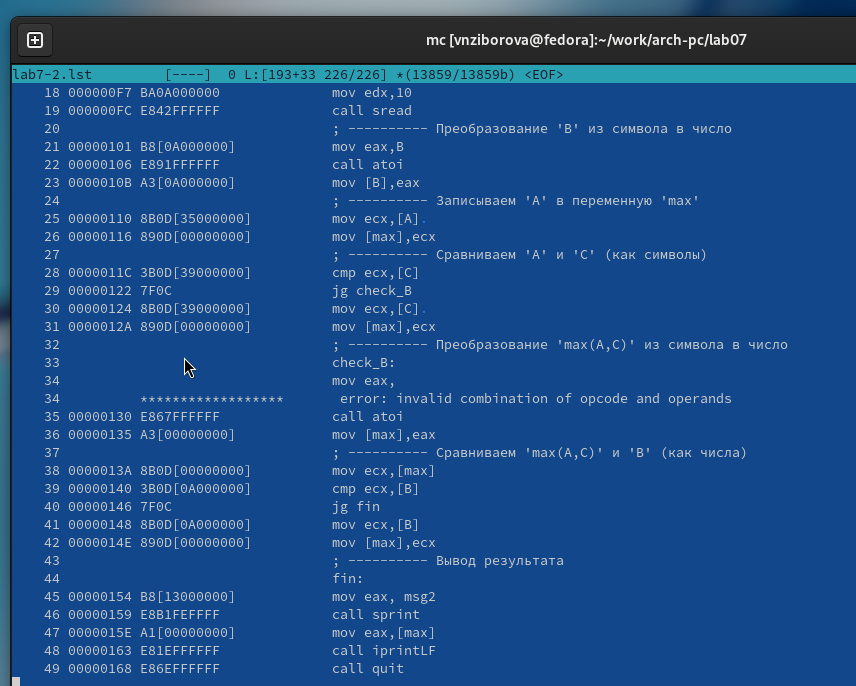 mc [vnziborova@fedora]:~/work/arch-pc/lab07
lab7-2.lst [----] 0 L:[193+33 226/226] *(13859/13859b) <EOF>
18 000000F7 BA0A000000 mov edx,10
19 000000FC E842FFFFFF call sread
20 ; ---------- Преобразование 'B' из символа в число
21 00000101 B8[0A000000] mov eax,B
22 00000106 E891FFFFFF call atoi
23 0000010B A3[0A000000] mov [B],eax
24 ; ---------- Записываем 'A' в переменную 'max'
25 00000110 8B0D[35000000] mov ecx,[A].
26 00000116 890D[00000000] mov [max],ecx
27 ; ---------- Сравниваем 'A' и 'C' (как символы)
28 0000011C 3B0D[39000000] cmp ecx,[C]
29 00000122 7F0C jg check_B
30 00000124 8B0D[39000000] mov ecx,[C].
31 0000012A 890D[00000000] mov [max],ecx
32 ; ---------- Преобразование 'max(A,C)' из символа в число
33 check_B:
34 mov eax,
34 ****************** error: invalid combination of opcode and operands
35 00000130 E867FFFFFF call atoi
36 00000135 A3[00000000] mov [max],eax
37 ; ---------- Сравниваем 'max(A,C)' и 'B' (как числа)
38 0000013A 8B0D[00000000] mov ecx,[max]
39 00000140 3B0D[0A000000] cmp ecx,[B]
40 00000146 7F0C jg fin
41 00000148 8B0D[0A000000] mov ecx,[B]
42 0000014E 890D[00000000] mov [max],ecx
43 ; ---------- Вывод результата
44 fin:
45 00000154 B8[13000000] mov eax, msg2
46 00000159 E8B1FEFFFF call sprint
47 0000015E A1[00000000] mov eax,[max]
48 00000163 E81EFFFFFF call iprintLF
49 00000168 E86EFFFFFF call quit